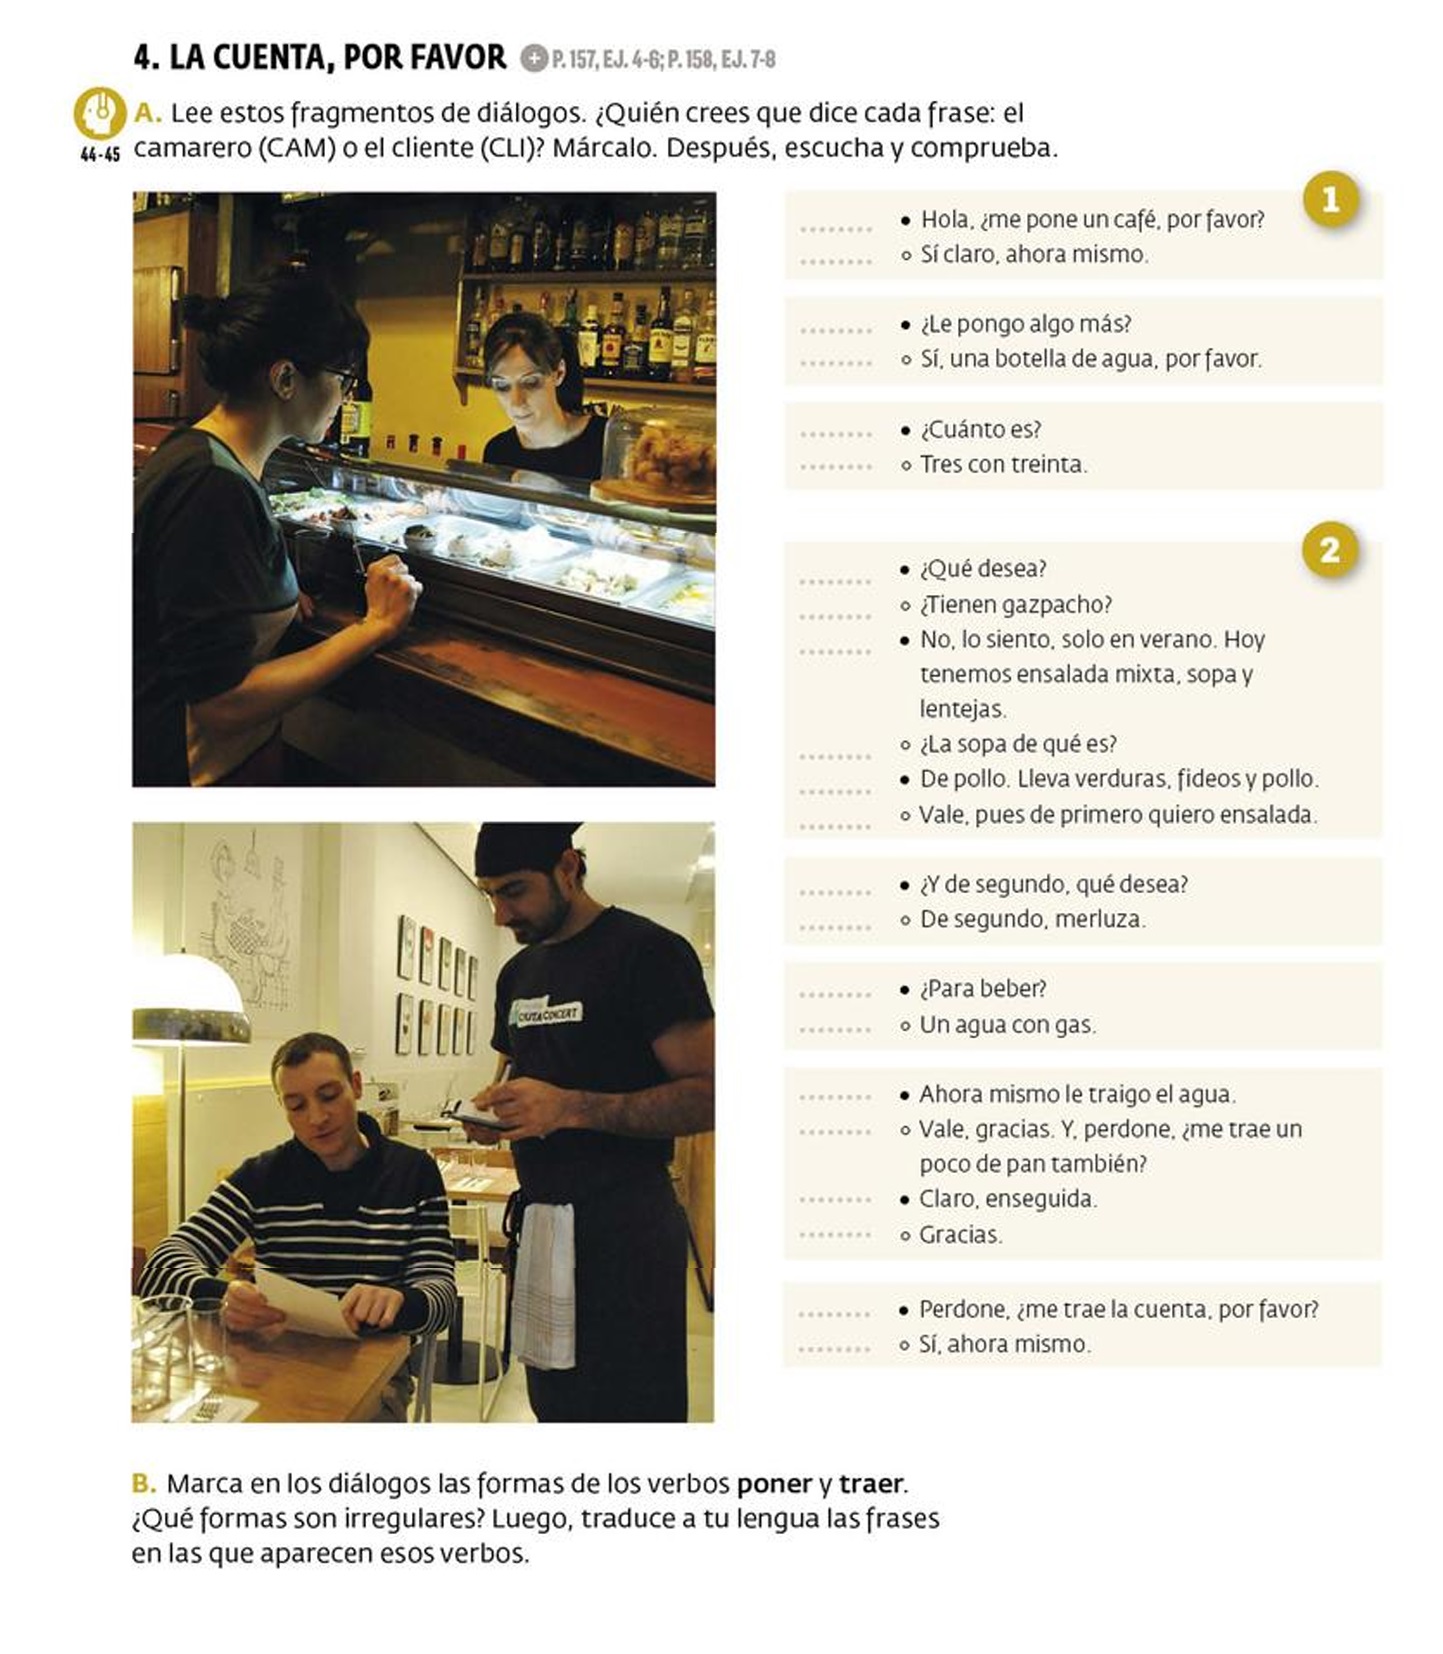 4. LA CUENTA, POR FAVOR + P. 157, EJ. 4-6; P. 158, EJ. 7-8
A. Lee estos fragmentos de diálogos. ¿Quién crees que dice cada frase: el
44-45 camarero (CAM) o el cliente (CLI)? Márcalo. Después, escucha y comprueba.
1
........ • Hola, ¿me pone un café, por favor?
........ ○ Sí claro, ahora mismo.
........ • ¿Le pongo algo más?
........ ○ Sí, una botella de agua, por favor.
........ • ¿Cuánto es?
........ ○ Tres con treinta.
2
........ • ¿Qué desea?
........ ○ ¿Tienen gazpacho?
........ • No, lo siento, solo en verano. Hoy
tenemos ensalada mixta, sopa y
lentejas.
........ ○ ¿La sopa de qué es?
........ • De pollo. Lleva verduras, fideos y pollo.
........ ○ Vale, pues de primero quiero ensalada.
........ • ¿Y de segundo, qué desea?
........ ○ De segundo, merluza.
........ • ¿Para beber?
........ ○ Un agua con gas.
........ • Ahora mismo le traigo el agua.
........ ○ Vale, gracias. Y, perdone, ¿me trae un
poco de pan también?
........ • Claro, enseguida.
........ ○ Gracias.
........ • Perdone, ¿me trae la cuenta, por favor?
........ ○ Sí, ahora mismo.
B. Marca en los diálogos las formas de los verbos poner y traer.
¿Qué formas son irregulares? Luego, traduce a tu lengua las frases
en las que aparecen esos verbos.